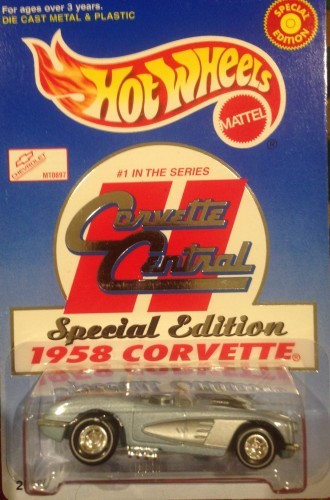 For ages over 3 years.
DIE CAST METAL & PLASTIC
SPECIAL EDITION
HOT WHEELS
MATTEL
CHEVROLET
MT0897
#1 IN THE SERIES
Corvette
Central
Special Edition
1958 CORVETTE®